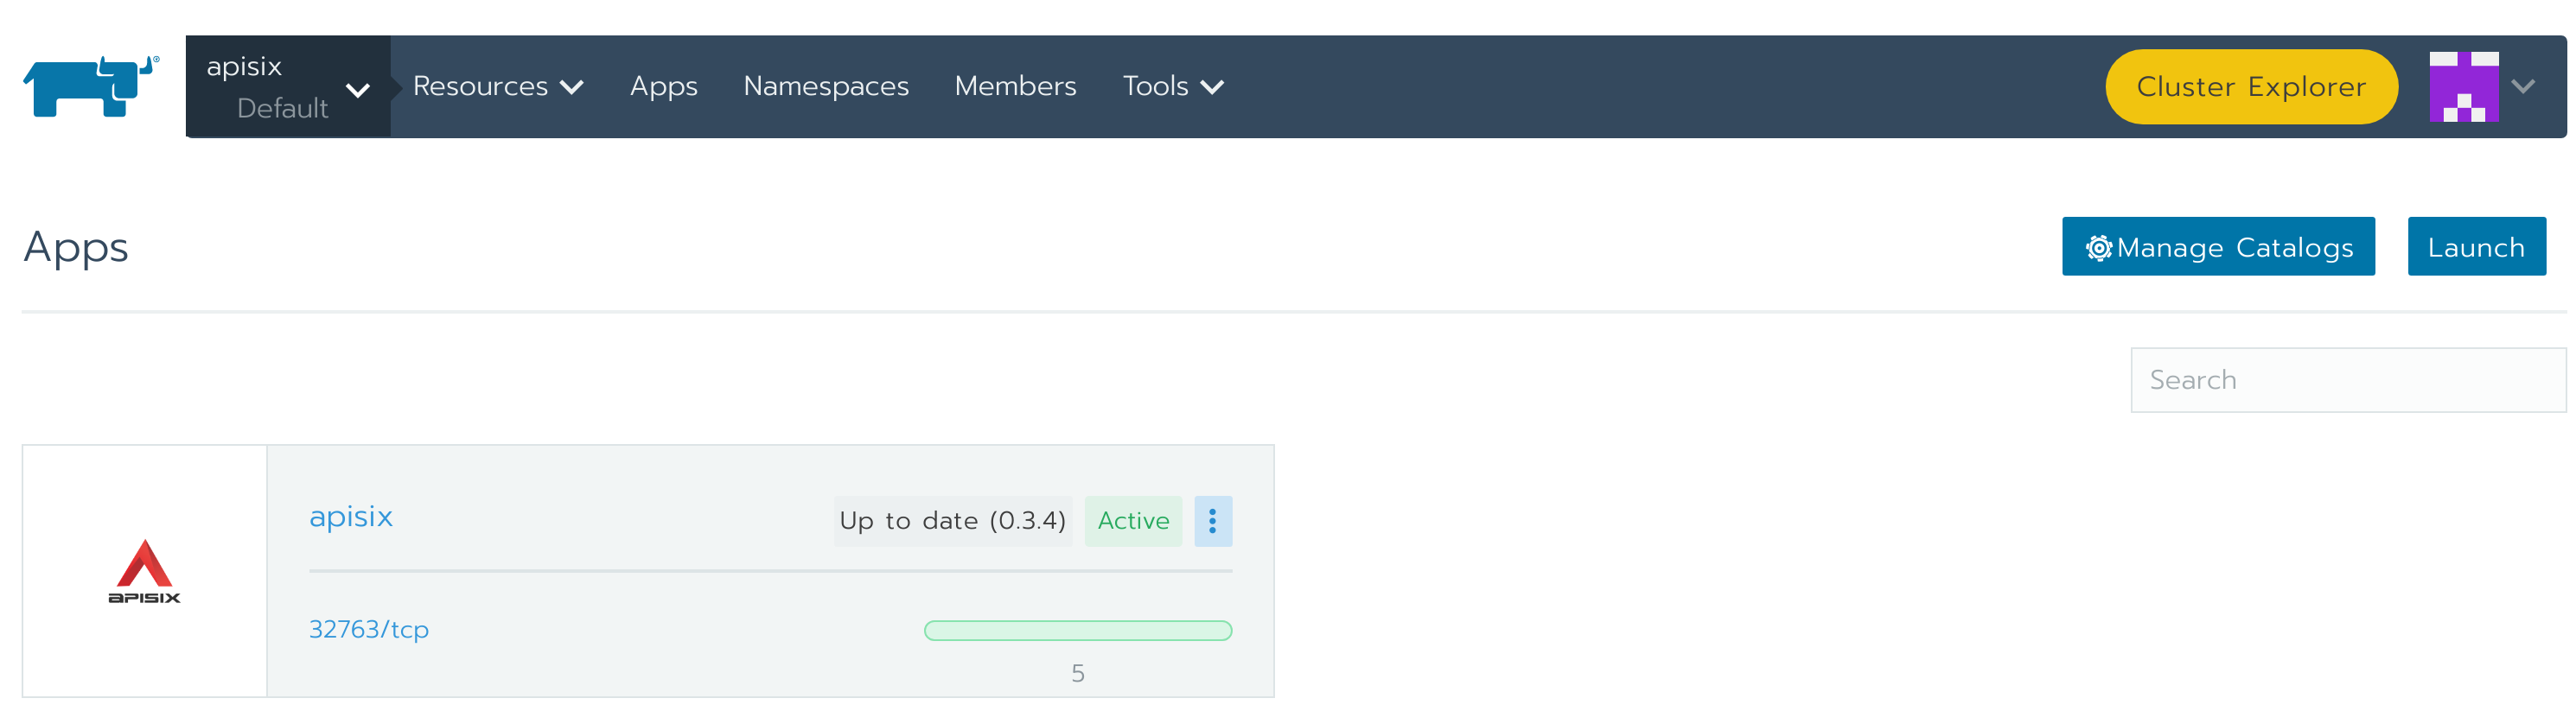 apisix
Default
Resources
Apps
Namespaces
Members
Tools
Cluster Explorer
Apps
Manage Catalogs
Launch
Search
APISIX
apisix
Up to date (0.3.4)
Active
32763/tcp
5